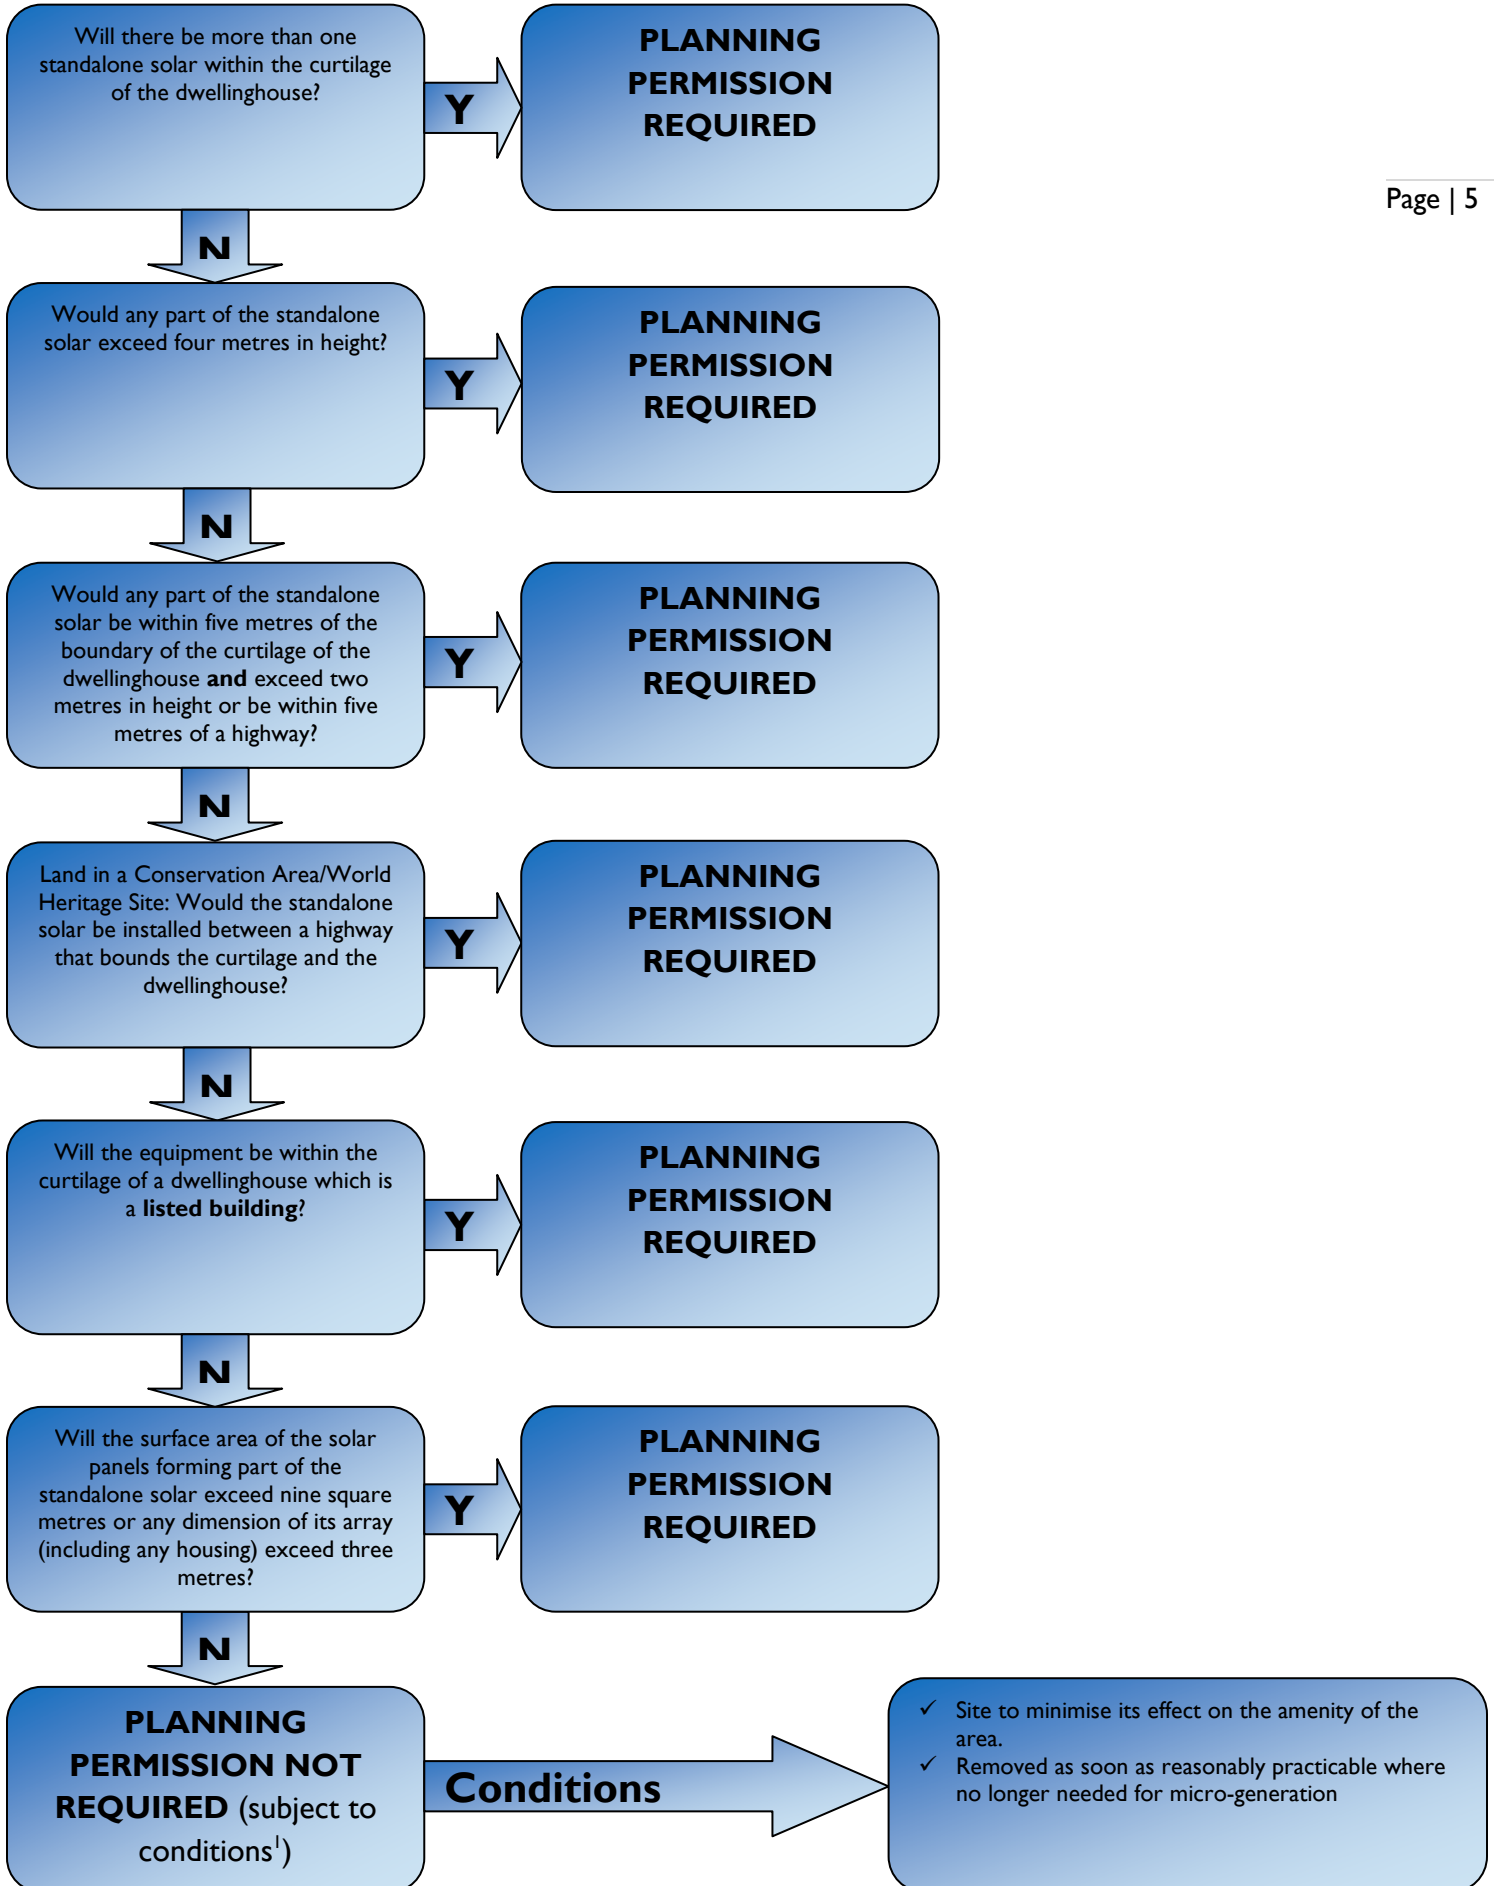 Will there be more than one
standalone solar within the curtilage
of the dwellinghouse?
Y
PLANNING
PERMISSION
REQUIRED
Page | 5
N
Would any part of the standalone
solar exceed four metres in height?
Y
PLANNING
PERMISSION
REQUIRED
N
Would any part of the standalone
solar be within five metres of the
boundary of the curtilage of the
dwellinghouse and exceed two
metres in height or be within five
metres of a highway?
Y
PLANNING
PERMISSION
REQUIRED
N
Land in a Conservation Area/World
Heritage Site: Would the standalone
solar be installed between a highway
that bounds the curtilage and the
dwellinghouse?
Y
PLANNING
PERMISSION
REQUIRED
N
Will the equipment be within the
curtilage of a dwellinghouse which is
a listed building?
Y
PLANNING
PERMISSION
REQUIRED
N
Will the surface area of the solar
panels forming part of the
standalone solar exceed nine square
metres or any dimension of its array
(including any housing) exceed three
metres?
Y
PLANNING
PERMISSION
REQUIRED
N
PLANNING
PERMISSION NOT
REQUIRED (subject to
conditions¹)
Conditions
✓ Site to minimise its effect on the amenity of the
area.
✓ Removed as soon as reasonably practicable where
no longer needed for micro-generation